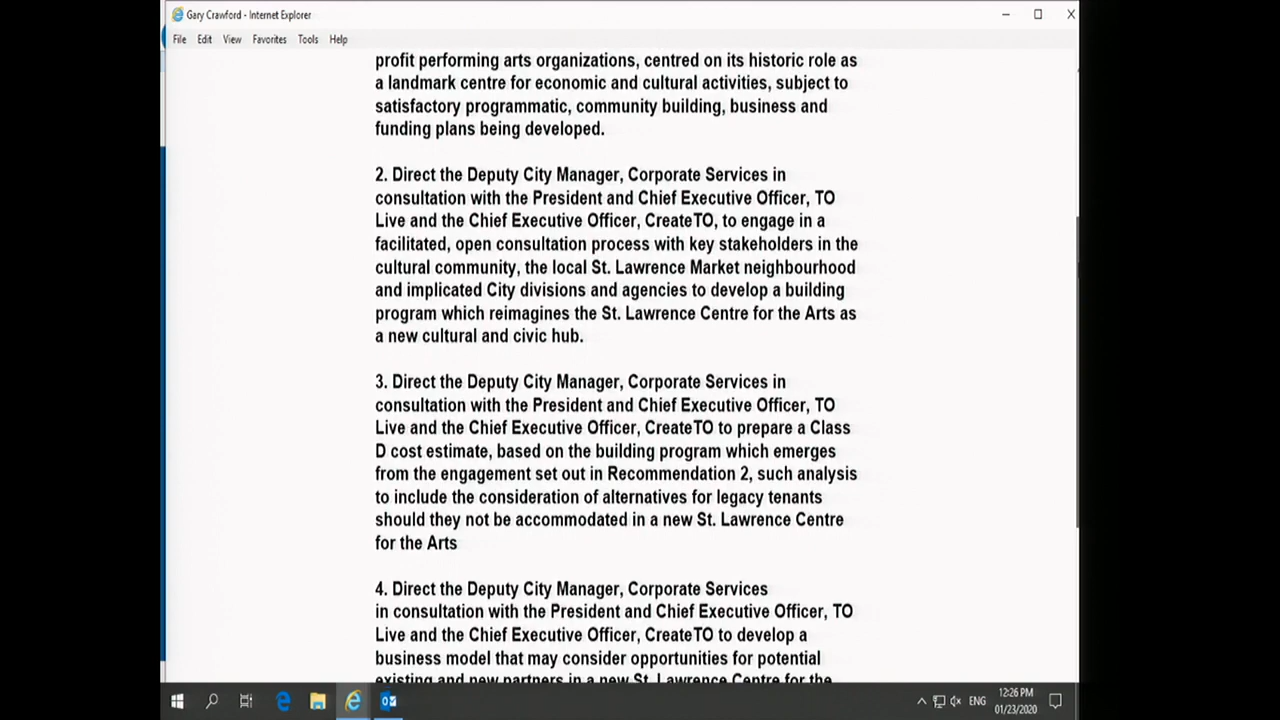 Gary Crawford - Internet Explorer
File Edit View Favorites Tools Help
profit performing arts organizations, centred on its historic role as
a landmark centre for economic and cultural activities, subject to
satisfactory programmatic, community building, business and
funding plans being developed.
2. Direct the Deputy City Manager, Corporate Services in
consultation with the President and Chief Executive Officer, TO
Live and the Chief Executive Officer, CreateTO, to engage in a
facilitated, open consultation process with key stakeholders in the
cultural community, the local St. Lawrence Market neighbourhood
and implicated City divisions and agencies to develop a building
program which reimagines the St. Lawrence Centre for the Arts as
a new cultural and civic hub.
3. Direct the Deputy City Manager, Corporate Services in
consultation with the President and Chief Executive Officer, TO
Live and the Chief Executive Officer, CreateTO to prepare a Class
D cost estimate, based on the building program which emerges
from the engagement set out in Recommendation 2, such analysis
to include the consideration of alternatives for legacy tenants
should they not be accommodated in a new St. Lawrence Centre
for the Arts
4. Direct the Deputy City Manager, Corporate Services
in consultation with the President and Chief Executive Officer, TO
Live and the Chief Executive Officer, CreateTO to develop a
business model that may consider opportunities for potential
existing and new partners in a new St. Lawrence Centre for the
ENG
12:26 PM
01/23/2020